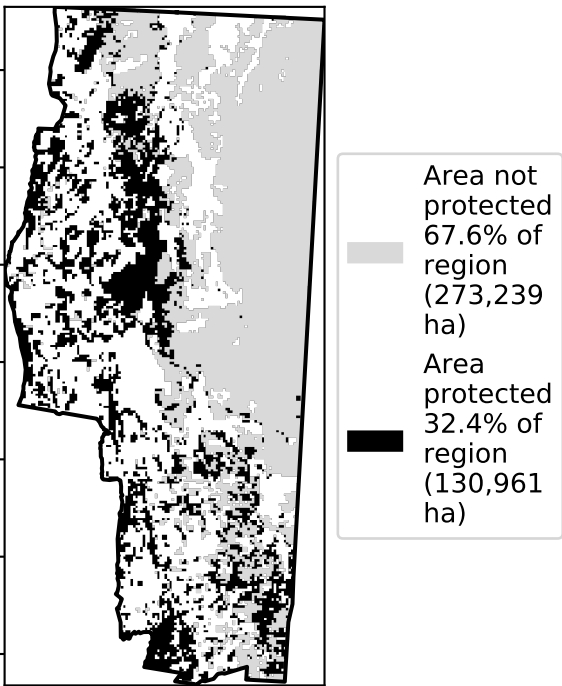 Area not
protected
67.6% of
region
(273,239
ha)
Area
protected
32.4% of
region
(130,961
ha)